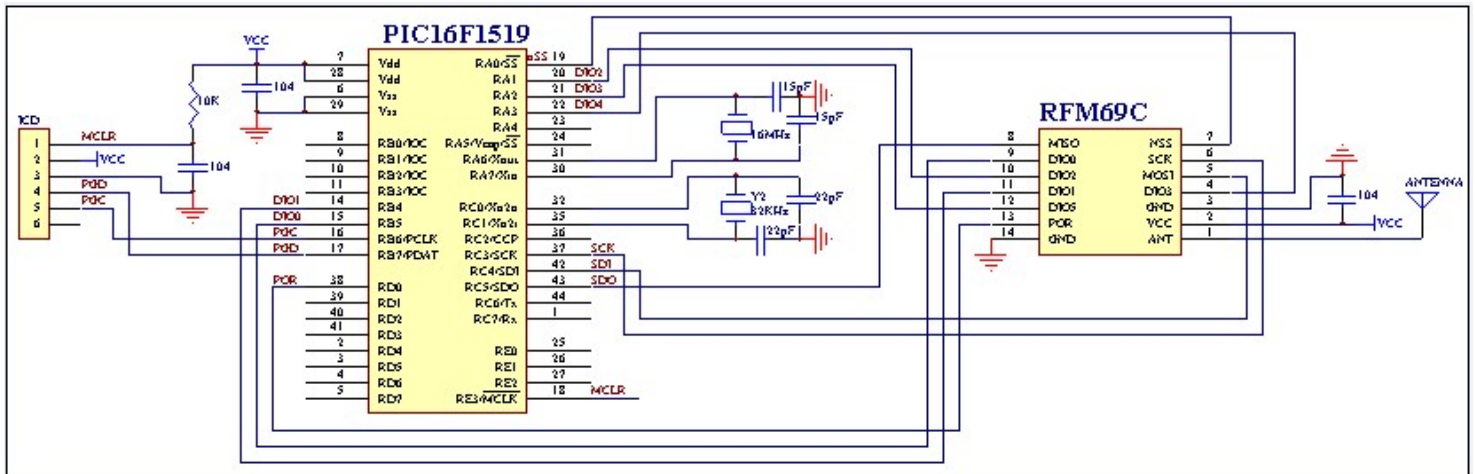 PIC16F1519
VCC
104
10K
ICD
1 MCLR
2 VCC
3
4 PGD
5 PGC
6
104
7 Vdd
28 Vdd
6 Vss
29 Vss
8 RB0/IOC
9 RB1/IOC
10 RB2/IOC
11 RB3/IOC
DIO1 14 RB4
DIO0 15 RB5
PGC 16 RB6/PCLK
PGD 17 RB7/PDAT
POR 38 RD0
39 RD1
40 RD2
41 RD3
2 RD4
3 RD5
4 RD6
5 RD7
RA0/SS nSS 19
RA1 20 DIO2
RA2 21 DIO3
RA3 22 DIO4
RA4 23
RA5/Vcap/SS 24
RA6/Xout 31
RA7/Xin 30
RC0/Xo2n 32
RC1/Xo2i 35
RC2/CCP 36
RC3/SCK 37 SCK
RC4/SDI 42 SDI
RC5/SDO 43 SDO
RC6/Tx 44
RC7/Rx 1
RE0 25
RE1 26
RE2 27
RE3/MCLK 18 MCLR
15pF
15pF
16MHz
Y2
32KHz
22pF
22pF
RFM69C
8 MISO
9 DIO0
10 DIO2
11 DIO1
12 DIO5
13 POR
14 GND
NSS 7
SCK 6
MOSI 5
DIO3 4
GND 3
VCC 2
ANT 1
104
VCC
ANTENNA